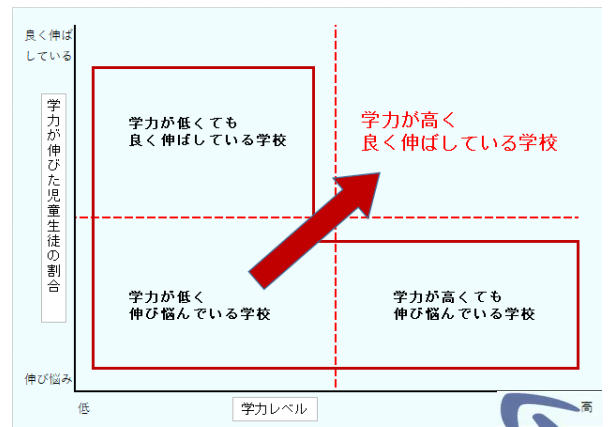 良く伸ば
している
学力が伸びた児童生徒の割合
学力が低くても
良く伸ばしている学校
学力が高く
良く伸ばしている学校
学力が低く
伸び悩んでいる学校
学力が高くても
伸び悩んでいる学校
伸び悩み
低
学力レベル
高